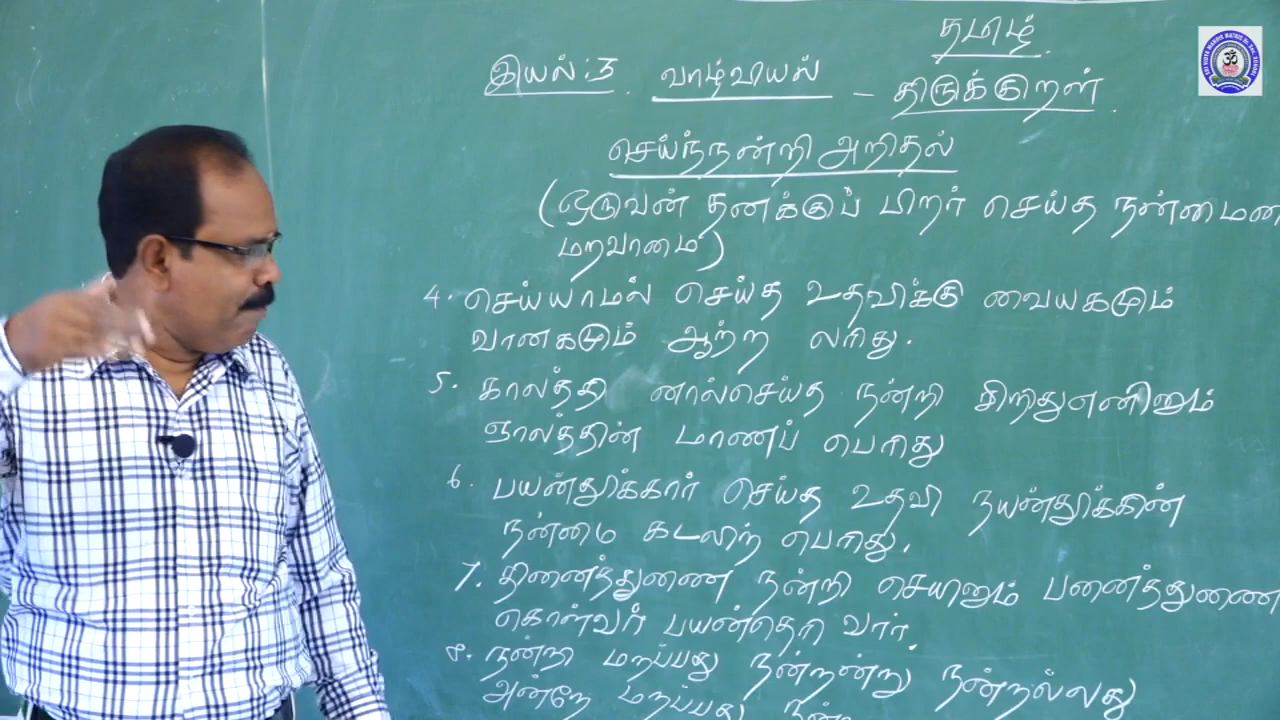 தமிழ்
இயல்:3 வாழ்வியல் - திருக்குறள்
செய்ந்நன்றி அறிதல்
(ஒருவன் தனக்குப் பிறர் செய்த நன்மை
மறவாமை)
4. செய்யாமல் செய்த உதவிக்கு வையகமும்
வானகமும் ஆற்ற லரிது.
5. காலத்தி னால்செய்த நன்றி சிறிதுஎனினும்
ஞாலத்தின் மாணப் பெரிது
6. பயன்தூக்கார் செய்த உதவி நயன்தூக்கின்
நன்மை கடலிற் பெரிது.
7. தினைத்துணை நன்றி செயினும் பனைத்துணை
கொள்வர் பயன்தெரி வார்.
8. நன்றி மறப்பது நன்றன்று நன்றல்லது
அன்றே மறப்பது நன்